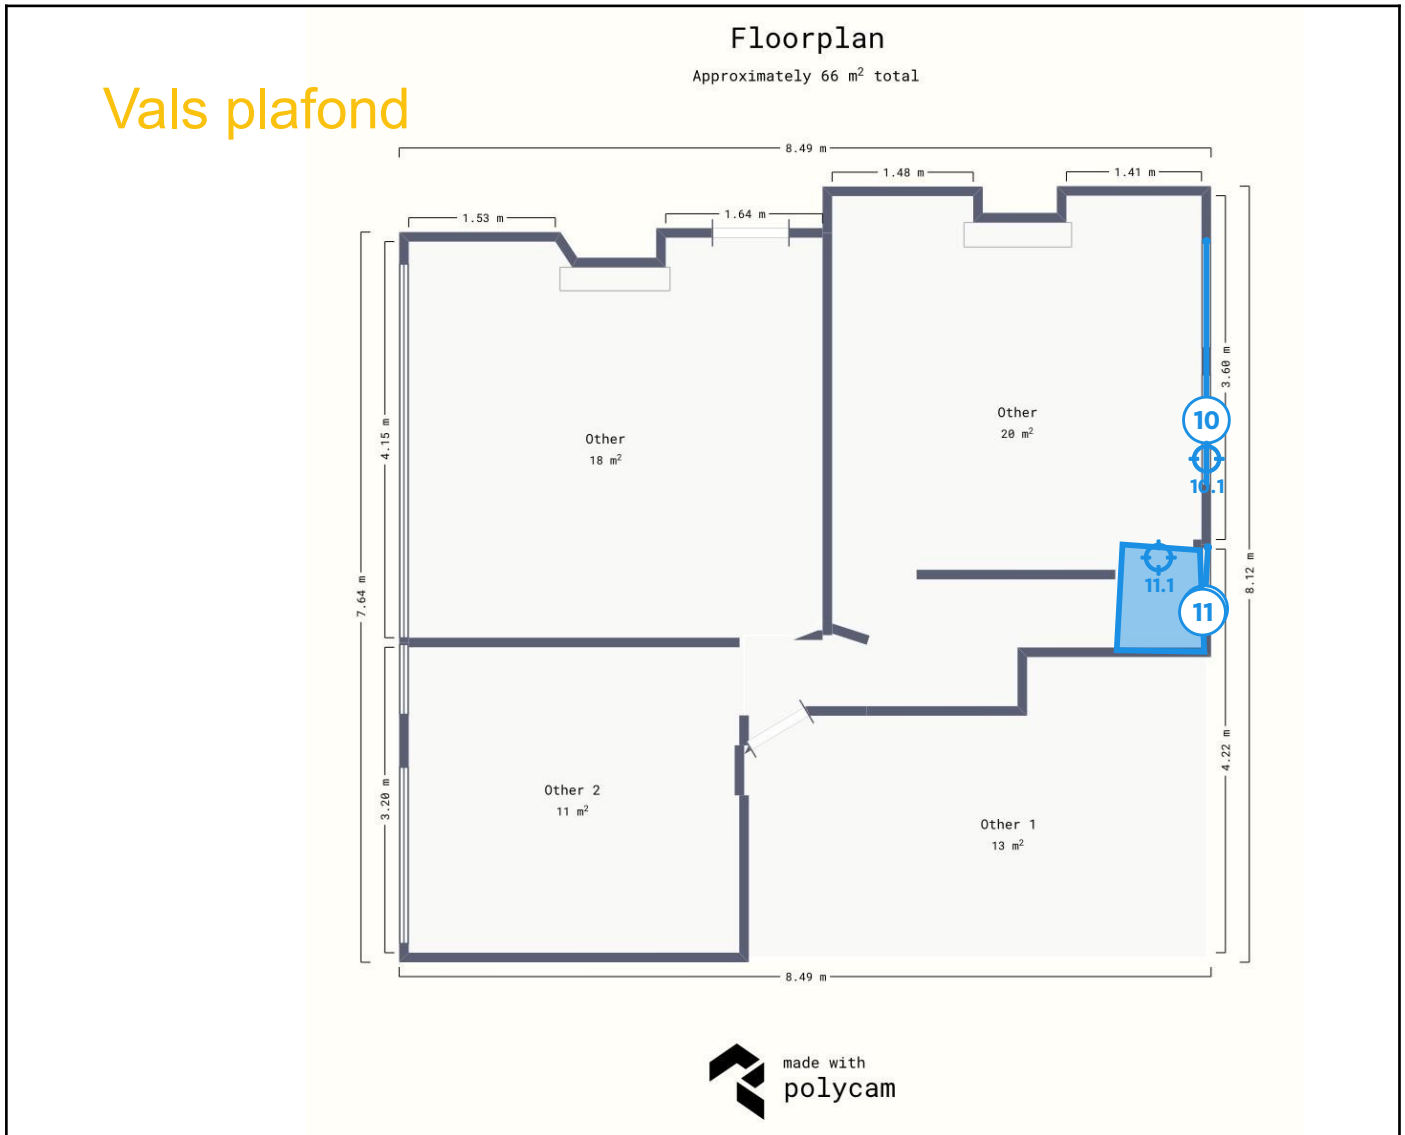 Floorplan
Approximately 66 m² total
Vals plafond
8.49 m
1.48 m
1.41 m
1.53 m
1.64 m
4.15 m
3.60 m
Other
18 m²
Other
20 m²
10
10.1
11.1
11
7.64 m
8.12 m
3.20 m
4.22 m
Other 2
11 m²
Other 1
13 m²
8.49 m
made with
polycam